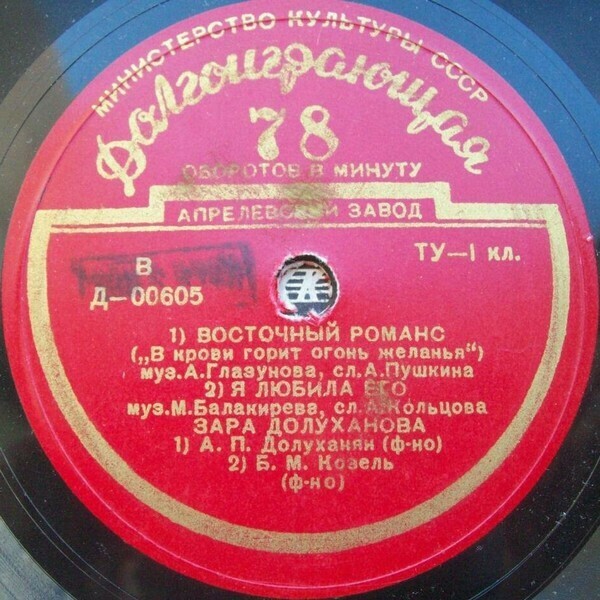 МИНИСТЕРСТВО КУЛЬТУРЫ СССР
Долгоиграющая
78
ОБОРОТОВ В МИНУТУ
АПРЕЛЕВСКИЙ ЗАВОД
В
Д—00605
ТУ—I кл.
1) ВОСТОЧНЫЙ РОМАНС
(„В крови горит огонь желанья")
муз.А.Глазунова, сл.А.Пушкина
2) Я ЛЮБИЛА ЕГО
муз.М.Балакирева, сл.А.Кольцова
ЗАРА ДОЛУХАНОВА
1) А. П. Долуханян (ф-но)
2) Б. М. Козель
(ф-но)